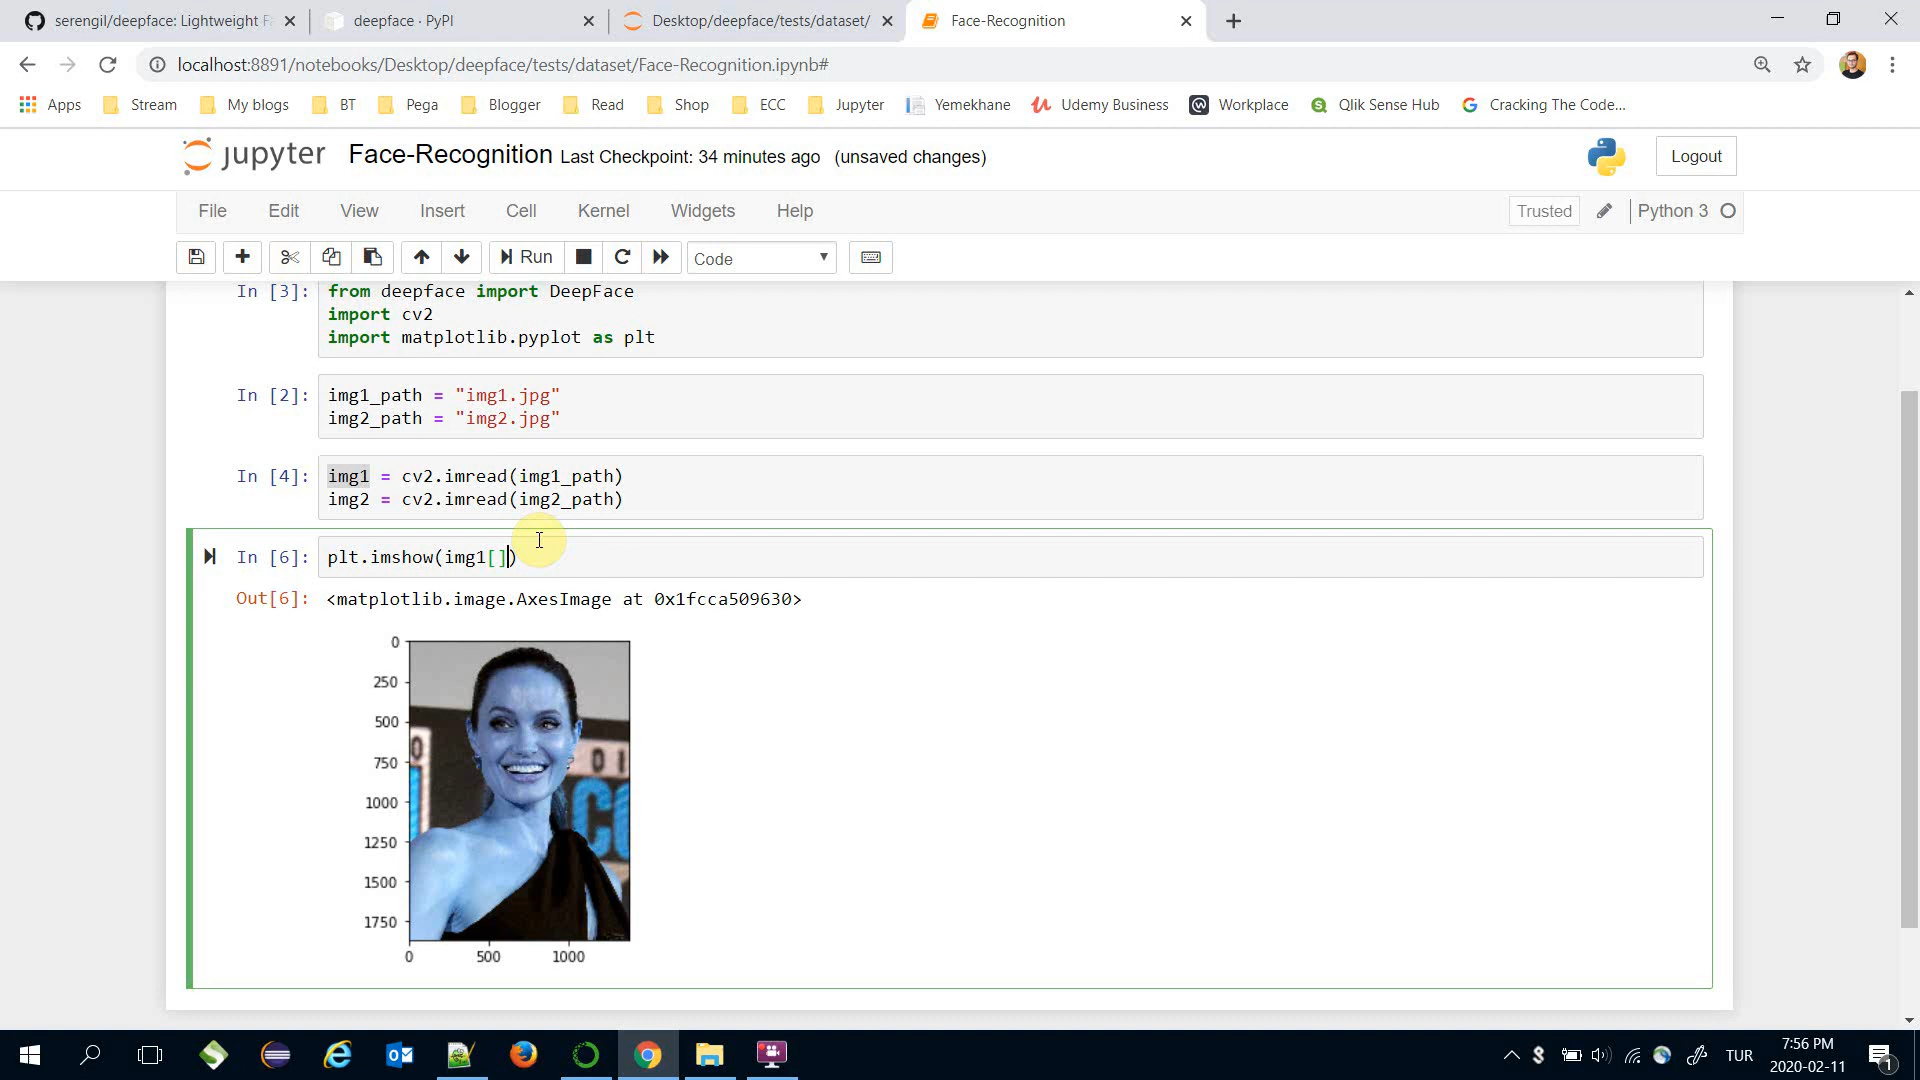 serengil/deepface: Lightweight F
deepface · PyPI
Desktop/deepface/tests/dataset/
Face-Recognition
localhost:8891/notebooks/Desktop/deepface/tests/dataset/Face-Recognition.ipynb#
Apps Stream My blogs BT Pega Blogger Read Shop ECC Jupyter Yemekhane Udemy Business Workplace Qlik Sense Hub Cracking The Code...
jupyter Face-Recognition Last Checkpoint: 34 minutes ago (unsaved changes) Logout
File Edit View Insert Cell Kernel Widgets Help Trusted Python 3
Run Code
In [3]: from deepface import DeepFace
import cv2
import matplotlib.pyplot as plt
In [2]: img1_path = "img1.jpg"
img2_path = "img2.jpg"
In [4]: img1 = cv2.imread(img1_path)
img2 = cv2.imread(img2_path)
In [6]: plt.imshow(img1[])
Out[6]: <matplotlib.image.AxesImage at 0x1fcca509630>
0
250
500
750
1000
1250
1500
1750
0 500 1000
TUR
7:56 PM
2020-02-11
1